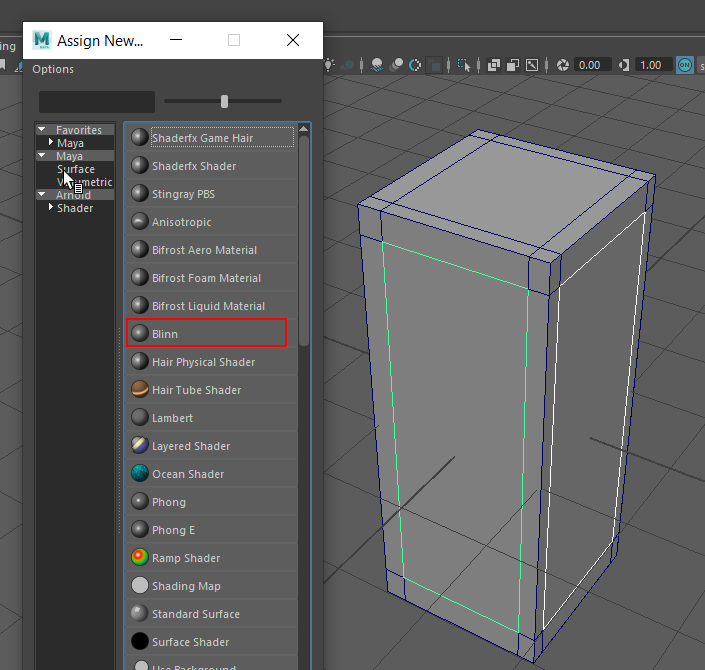 Assign New...
ing
Options
0.00
1.00
ON
s
Favorites
Maya
Maya
Surface
Volumetric
Arnold
Shader
Shaderfx Game Hair
Shaderfx Shader
Stingray PBS
Anisotropic
Bifrost Aero Material
Bifrost Foam Material
Bifrost Liquid Material
Blinn
Hair Physical Shader
Hair Tube Shader
Lambert
Layered Shader
Ocean Shader
Phong
Phong E
Ramp Shader
Shading Map
Standard Surface
Surface Shader
Use Background